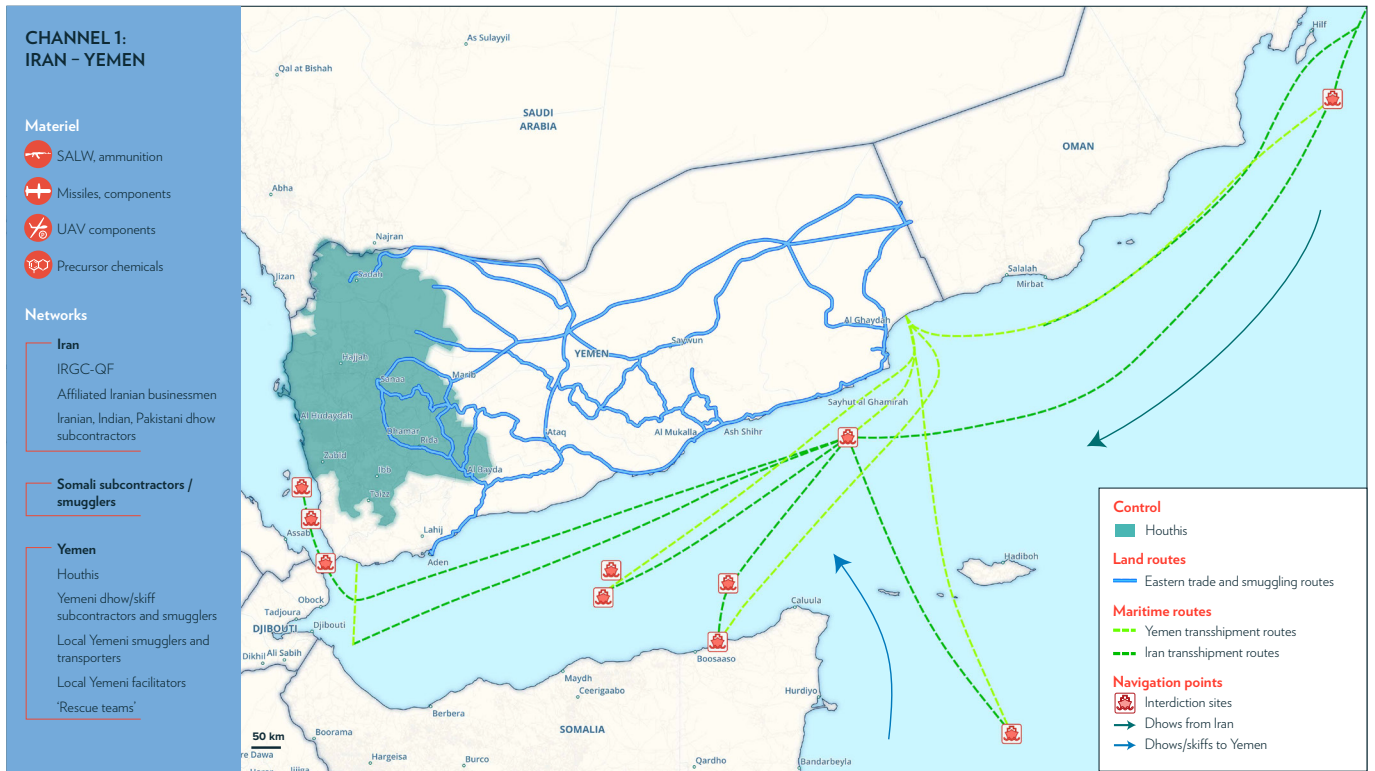 CHANNEL 1:
IRAN – YEMEN
Materiel
SALW, ammunition
Missiles, components
UAV components
Precursor chemicals
Networks
Iran
IRGC-QF
Affiliated Iranian businessmen
Iranian, Indian, Pakistani dhow
subcontractors
Somali subcontractors /
smugglers
Yemen
Houthis
Yemeni dhow/skiff
subcontractors and smugglers
Local Yemeni smugglers and
transporters
Local Yemeni facilitators
'Rescue teams'
Hilf
As Sulayyil
Qal at Bishah
SAUDI
ARABIA
OMAN
Abha
Najran
Jizan
Sadah
Salalah
Mirbat
Al Ghaydah
Hajjah
YEMEN
Saywun
Sanaa
Marib
Sayhut al Ghamirah
Al Hudaydah
Dhamar
Rida
Ataq
Al Mukalla
Ash Shihr
Zabid
Ibb
Al Bayda
Taizz
Lahij
Assab
Aden
Hadiboh
Obock
Tadjoura
Caluula
DJIBOUTI
Djibouti
Dikhil
Ali Sabih
Boosaaso
Maydh
Ceerigaabo
Hurdiyo
Berbera
SOMALIA
Boorama
50 km
re Dawa
Hargeisa
Burco
Qardho
Bandarbeyla
Jijiga
Control
Houthis
Land routes
Eastern trade and smuggling routes
Maritime routes
Yemen transshipment routes
Iran transshipment routes
Navigation points
Interdiction sites
Dhows from Iran
Dhows/skiffs to Yemen